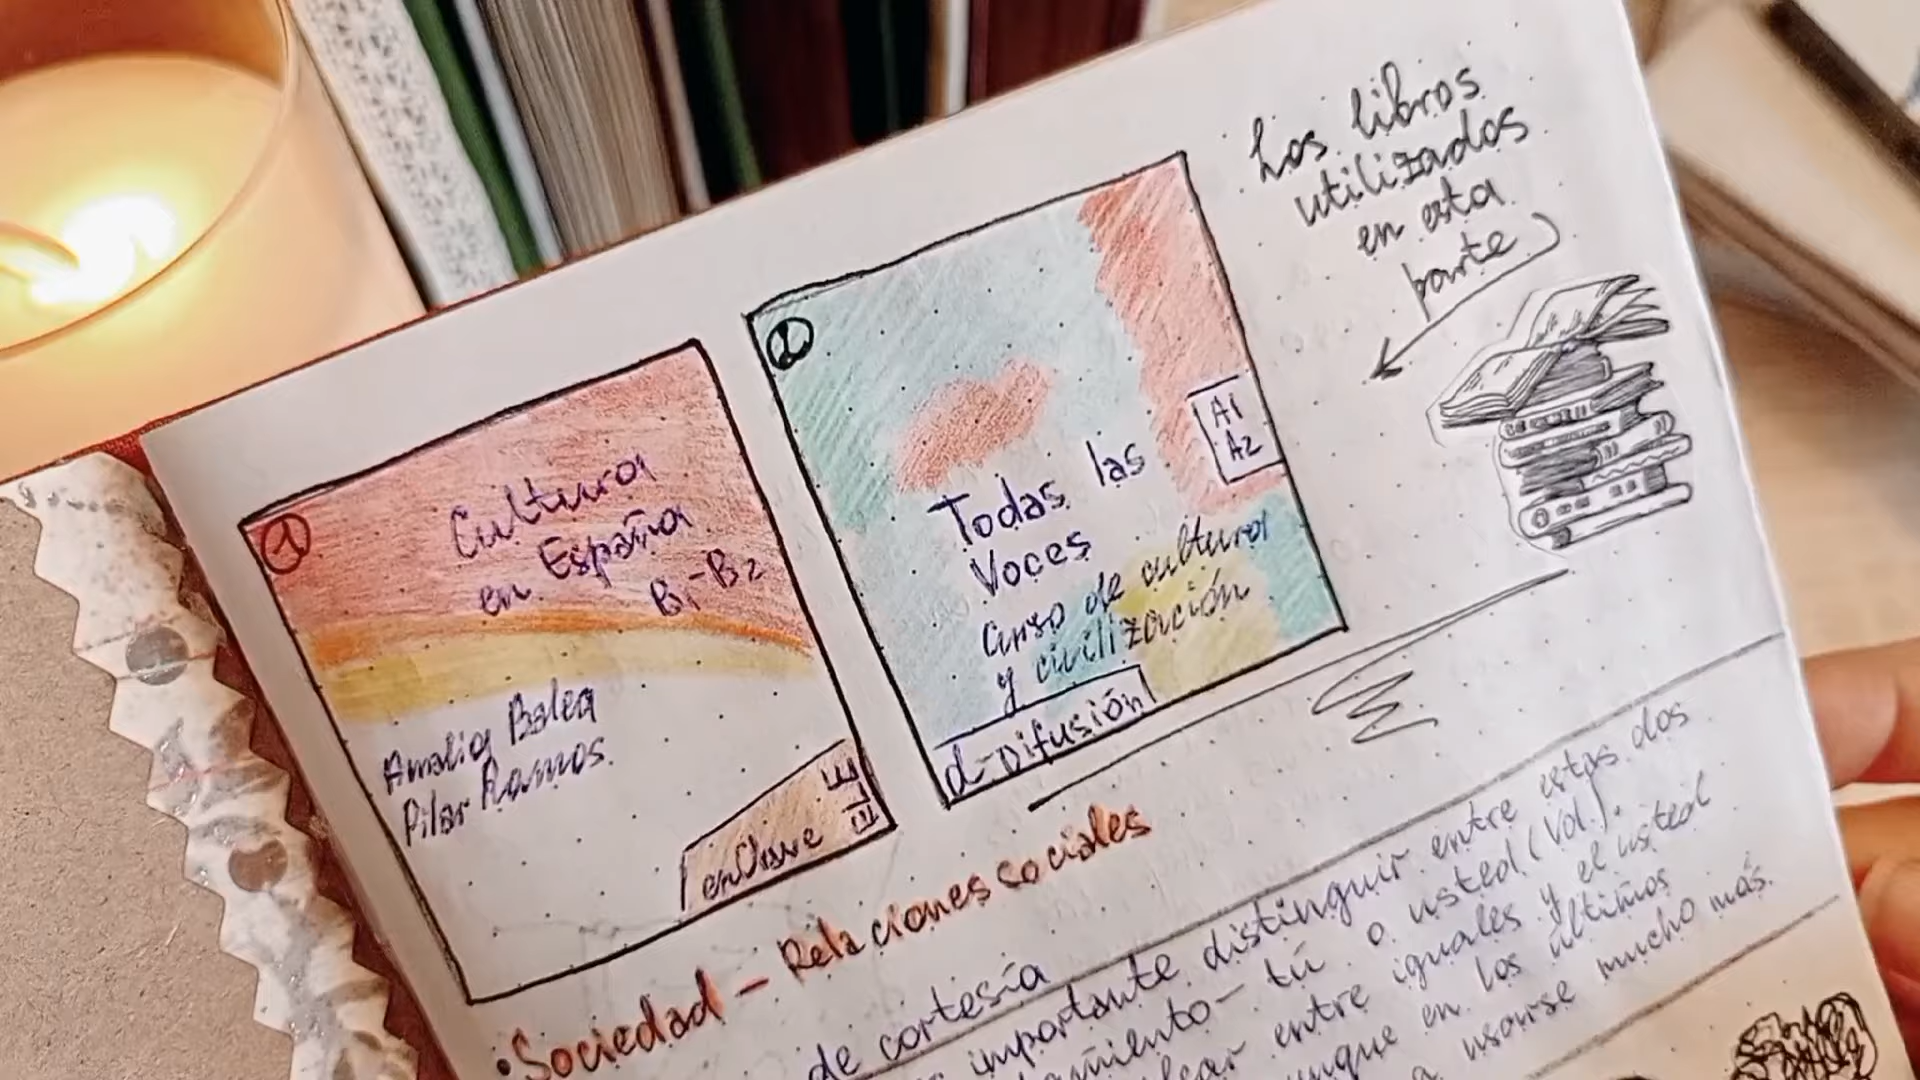 Los libros
utilizados
en esta
parte
1
Cultura
en España
B1-B2
Amalia Balea
Pilar Ramos.
enClave
ELE
2
A1
A2
Todas las
Voces
Curso de cultura
y civilización
d-Difusión
• Sociedad - Relaciones sociales
de cortesía
importante distinguir entre estas dos
tú o usted (Vd.).
entre iguales y el usted
en los últimos
usarse mucho más.